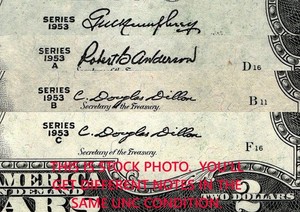 SERIES
1953
G.M. Humphrey
SERIES
1953
A
Robert B Anderson
D16
SERIES
1953
B
C. Douglas Dillon
Secretary of the Treasury.
B11
SERIES
1953
C
C. Douglas Dillon
Secretary of the Treasury.
F16
THIS IS STOCK PHOTO. YOU'LL
GET DIFFERENT NOTES IN THE
SAME UNC CONDITION
2